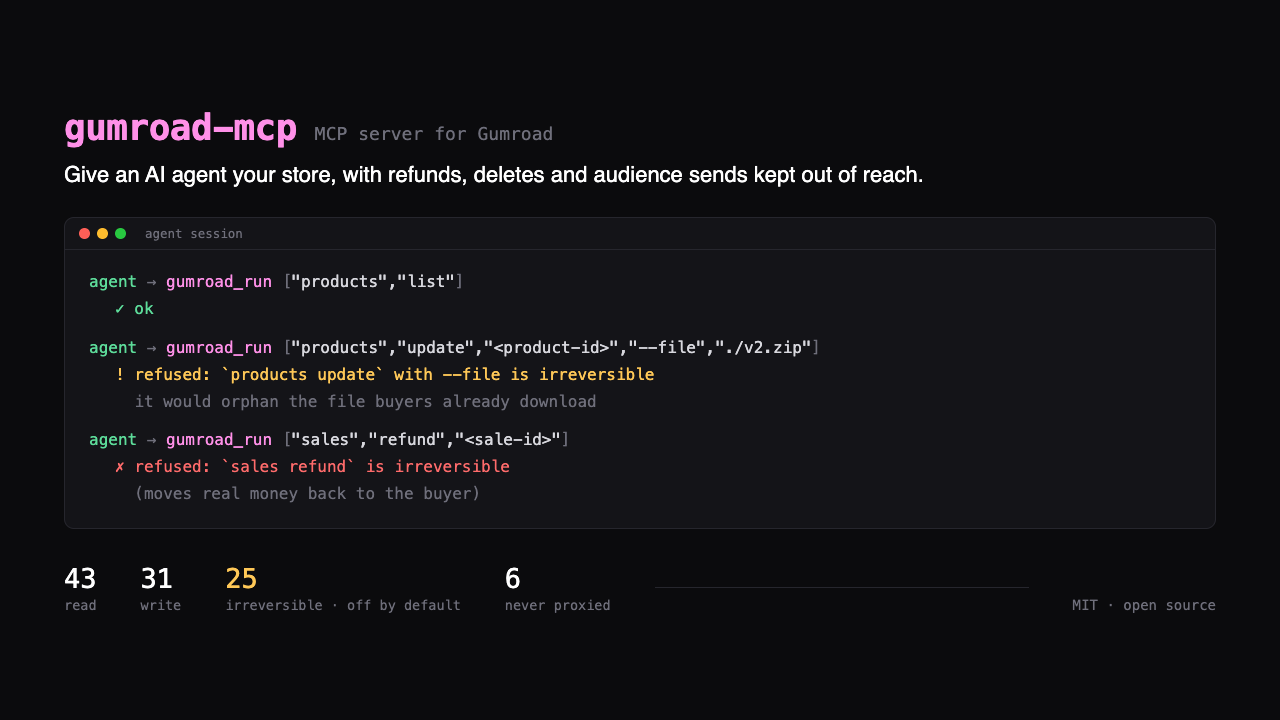 gumroad-mcp MCP server for Gumroad
Give an AI agent your store, with refunds, deletes and audience sends kept out of reach.
agent session
agent → gumroad_run ["products","list"]
✓ ok
agent → gumroad_run ["products","update","<product-id>","--file","./v2.zip"]
! refused: `products update` with --file is irreversible
it would orphan the file buyers already download
agent → gumroad_run ["sales","refund","<sale-id>"]
✗ refused: `sales refund` is irreversible
(moves real money back to the buyer)
43 31 25 6
read write irreversible · off by default never proxied MIT · open source